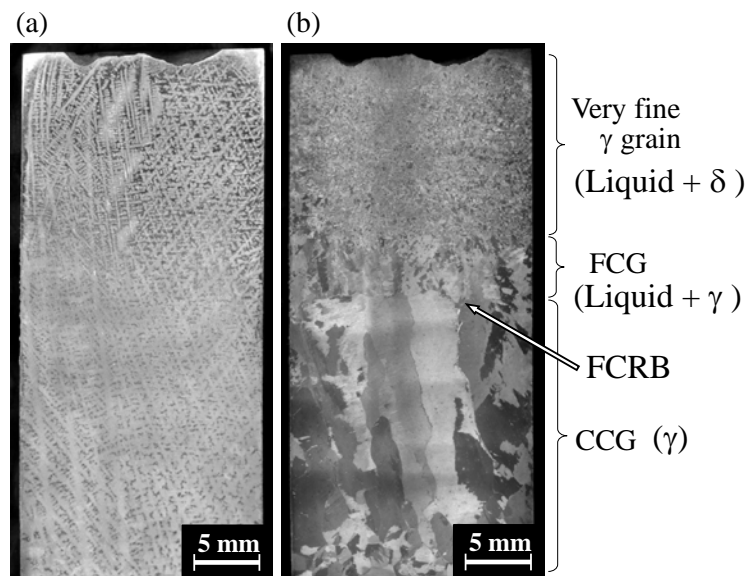 (a)
(b)
Very fine
γ grain
(Liquid + δ )
FCG
(Liquid + γ )
FCRB
CCG (γ)
5 mm
5 mm